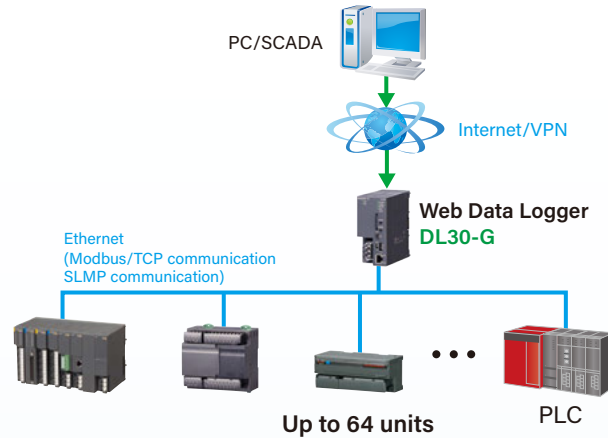 PC/SCADA
Internet/VPN
Web Data Logger
DL30-G
Ethernet
(Modbus/TCP communication
SLMP communication)
Up to 64 units
PLC